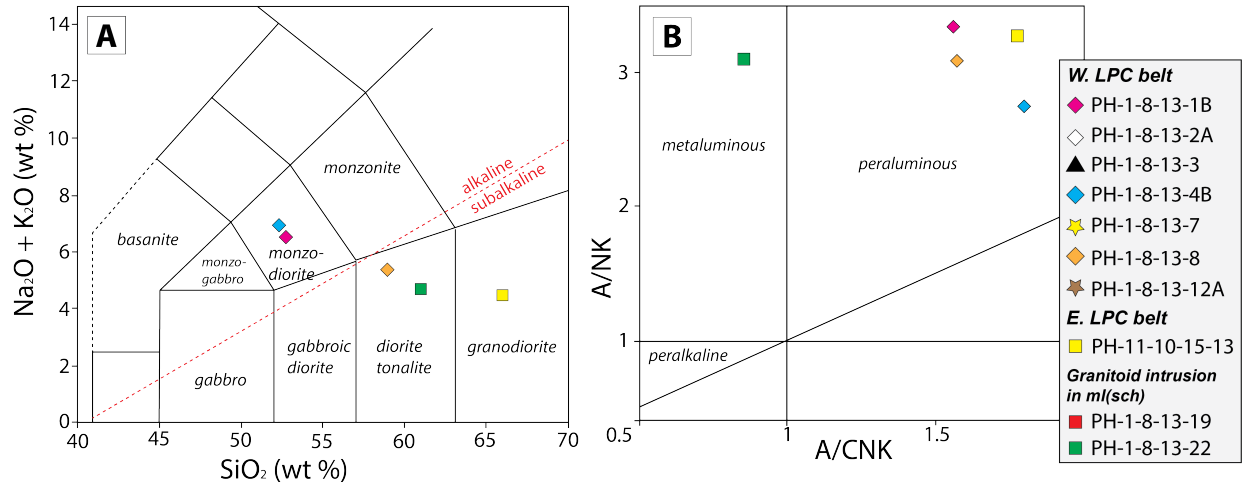 A
14
12
10
8
6
4
2
0
Na₂O + K₂O (wt %)
40
45
50
55
60
65
70
SiO₂ (wt %)
basanite
monzo-
gabbro
monzo-
diorite
monzonite
alkaline
subalkaline
gabbro
gabbroic
diorite
diorite
tonalite
granodiorite
B
3
2
1
A/NK
0.5
1
1.5
A/CNK
metaluminous
peraluminous
peralkaline
W. LPC belt
PH-1-8-13-1B
PH-1-8-13-2A
PH-1-8-13-3
PH-1-8-13-4B
PH-1-8-13-7
PH-1-8-13-8
PH-1-8-13-12A
E. LPC belt
PH-11-10-15-13
Granitoid intrusion
in ml(sch)
PH-1-8-13-19
PH-1-8-13-22